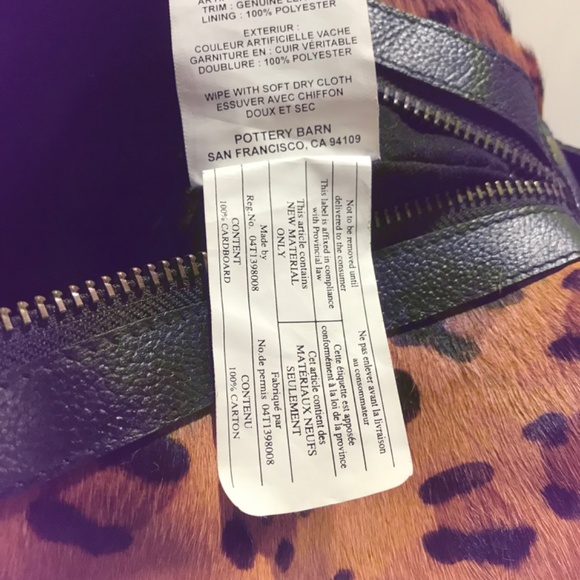 TRIM : GENUINE
LINING : 100% POLYESTER
EXTERIUR :
COULEUR ARTIFICIELLE VACHE
GARNITURE EN : CUIR VÉRITABLE
DOUBLURE : 100% POLYESTER
WIPE WITH SOFT DRY CLOTH
ESSUYER AVEC CHIFFON
DOUX ET SEC
POTTERY BARN
SAN FRANCISCO, CA 94109
Not to be removed until
delivered to the consumer
This label is affixed in compliance
with Provincial law
This article contains
NEW MATERIAL
ONLY
Made by
Reg.No. 04T1398008
CONTENT
100% CARDBOARD
Ne pas enlever avant la livraison
au consommateur
Cette étiquette est apposée
conformément à la loi de la province
Cet article contient des
MATÉRIAUX NEUFS
SEULEMENT
Fabriqué par
No de permis 04T1398008
CONTENU
100% CARTON